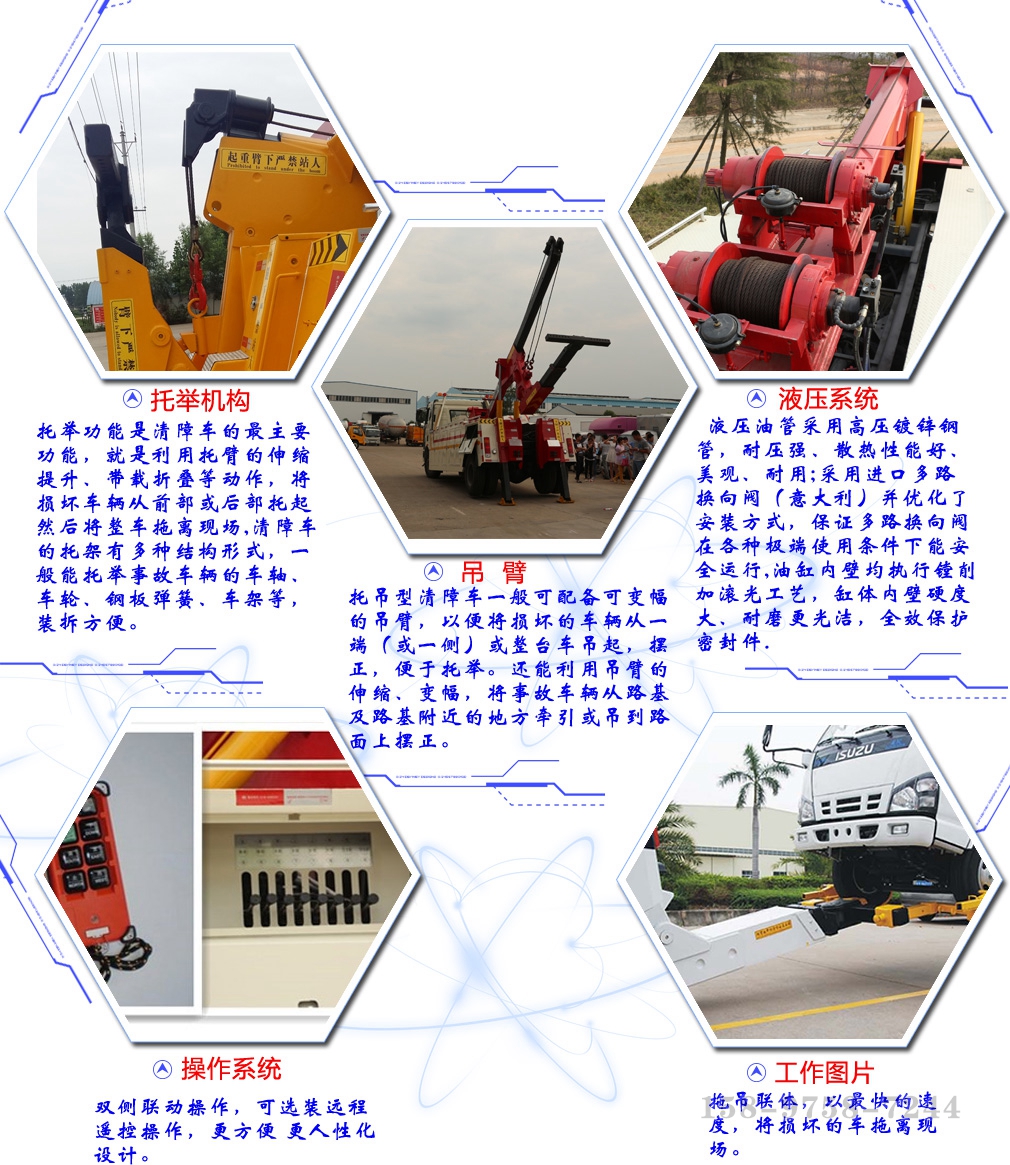 起重臂下严禁站人
Prohibited to stand under the boom
臂下严禁
托举机构
托举功能是清障车的最主要
功能，就是利用托臂的伸缩
提升、带载折叠等动作，将
损坏车辆从前部或后部托起
然后将整车拖离现场,清障车
的托架有多种结构形式，一
般能托举事故车辆的车轴、
车轮、钢板弹簧、车架等，
装拆方便。
液压系统
液压油管采用高压镀锌钢
管，耐压强、散热性能好、
美观、耐用;采用进口多路
换向阀（意大利）并优化了
安装方式，保证多路换向阀
在各种极端使用条件下能安
全运行,油缸内壁均执行镗削
加滚光工艺，缸体内壁硬度
大、耐磨更光洁，全效保护
密封件.
吊 臂
托吊型清障车一般可配备可变幅
的吊臂，以便将损坏的车辆从一
端（或一侧）或整台车吊起，摆
正，便于托举。还能利用吊臂的
伸缩、变幅，将事故车辆从路基
及路基附近的地方牵引或吊到路
面上摆正。
ISUZU
操作系统
双侧联动操作，可选装远程
遥控操作，更方便 更人性化
设计。
工作图片
拖吊联体，以最快的速
度，将损坏的车拖离现
场。
158-9758-7244